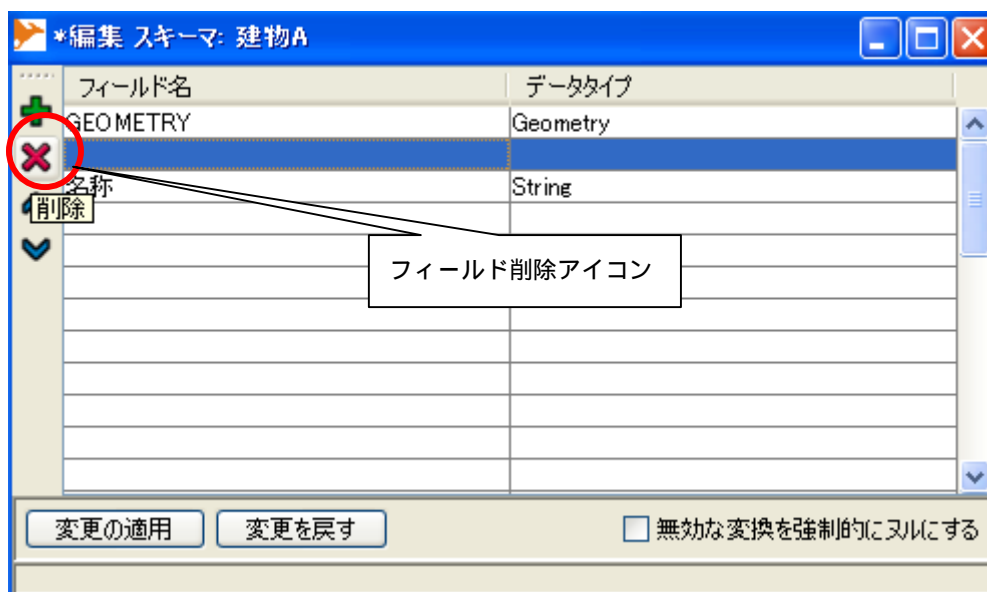 *編集 スキーマ: 建物A
フィールド名 データタイプ
GEOMETRY Geometry
名称 String
削除
フィールド削除アイコン
変更の適用 変更を戻す 無効な変換を強制的にヌルにする